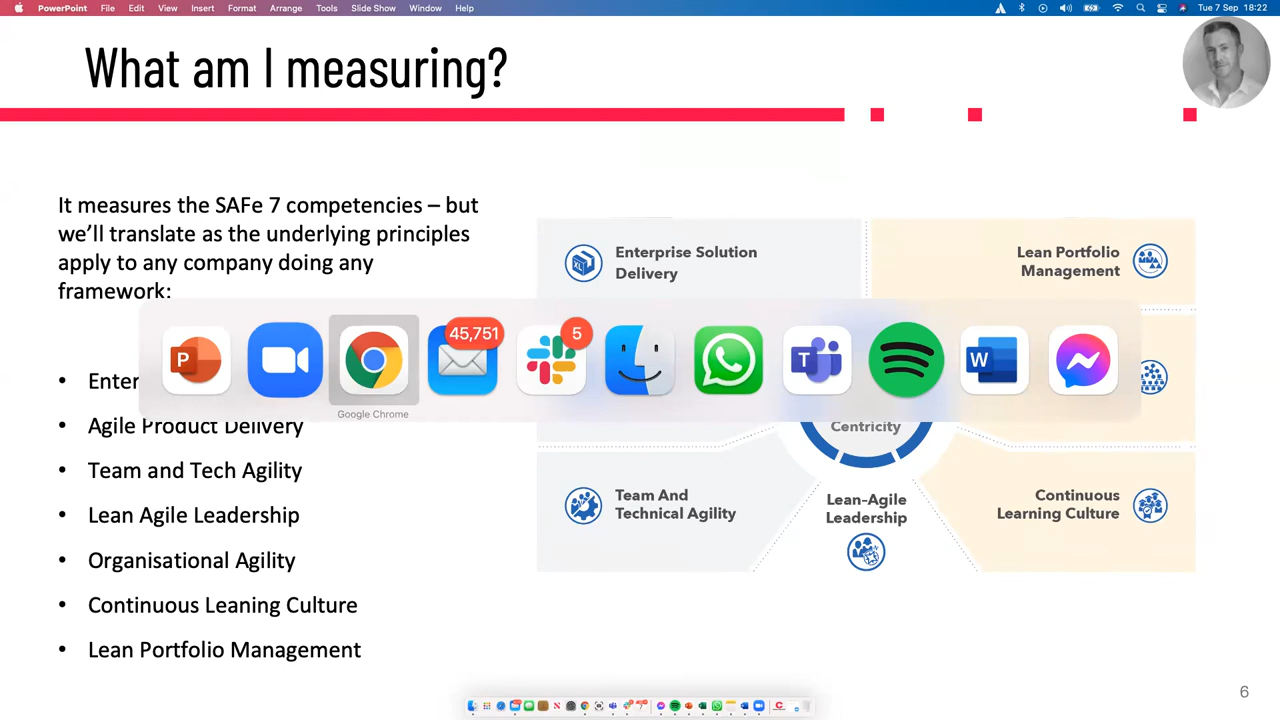 PowerPoint File Edit View Insert Format Arrange Tools Slide Show Window Help Tue 7 Sep 18:22
What am I measuring?
It measures the SAFe 7 competencies – but
we'll translate as the underlying principles
apply to any company doing any
framework:
• Enter
• Agile Product Delivery
• Team and Tech Agility
• Lean Agile Leadership
• Organisational Agility
• Continuous Leaning Culture
• Lean Portfolio Management
Enterprise Solution
Delivery
Lean Portfolio
Management
XL
P
45,751
5
T
W
Google Chrome
Centricity
Team And
Technical Agility
Lean-Agile
Leadership
Continuous
Learning Culture
6